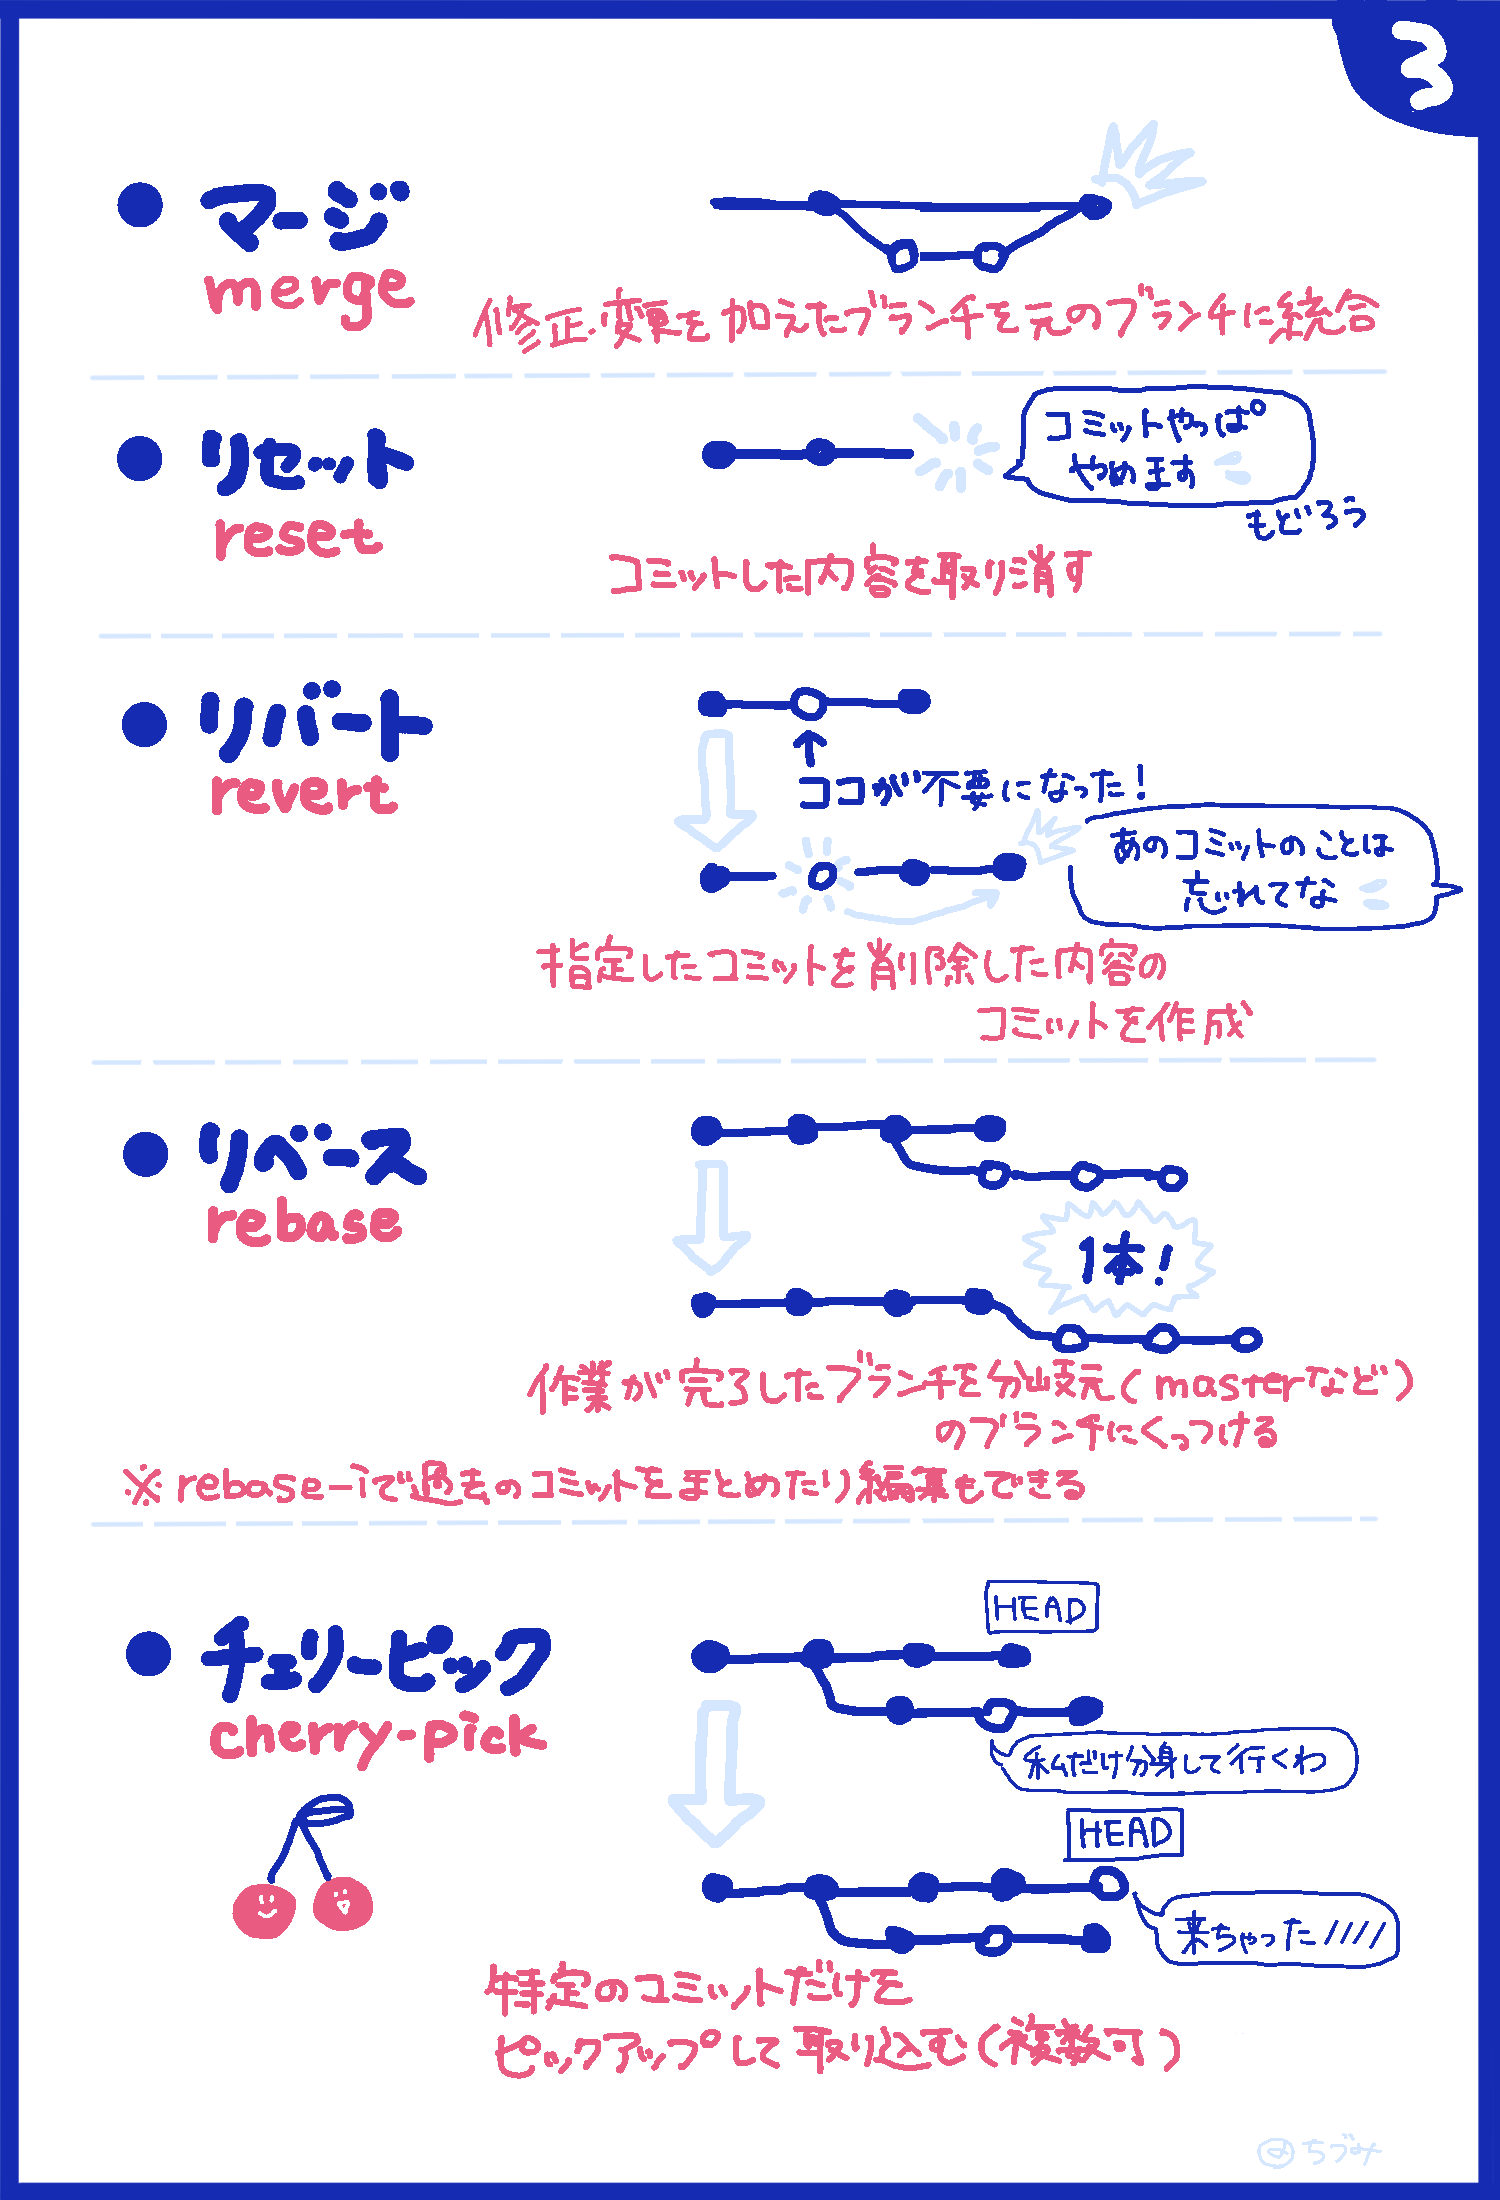 3
マージ
merge
修正・変更を加えたブランチを元のブランチに統合
リセット
reset
コミットやっぱ
やめます
もどろう
コミットした内容を取り消す
リバート
revert
ココが不要になった!
あのコミットのことは
忘れてな
指定したコミットを削除した内容の
コミットを作成
リベース
rebase
1本!
作業が完了したブランチを分岐元(masterなど)
のブランチにくっつける
※rebase-iで過去のコミットをまとめたり編集もできる
チェリーピック
cherry-pick
HEAD
私だけ分身して行くわ
HEAD
来ちゃった////
特定のコミットだけを
ピックアップして取り込む(複数可)
@ちづみ